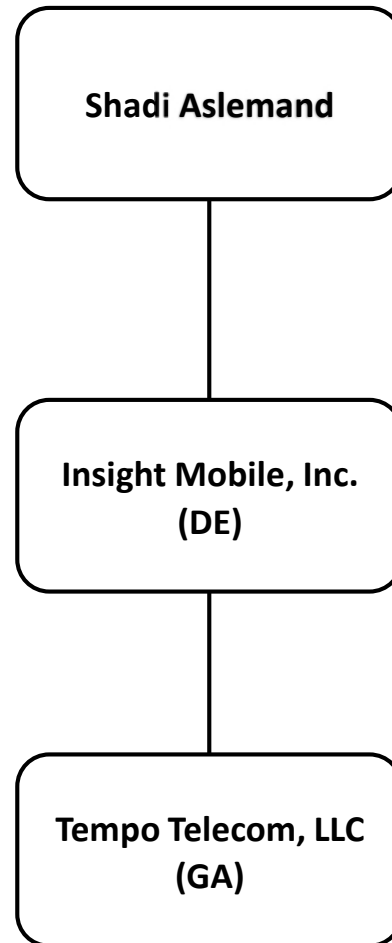 Shadi Aslemand
Insight Mobile, Inc.
(DE)
Tempo Telecom, LLC
(GA)